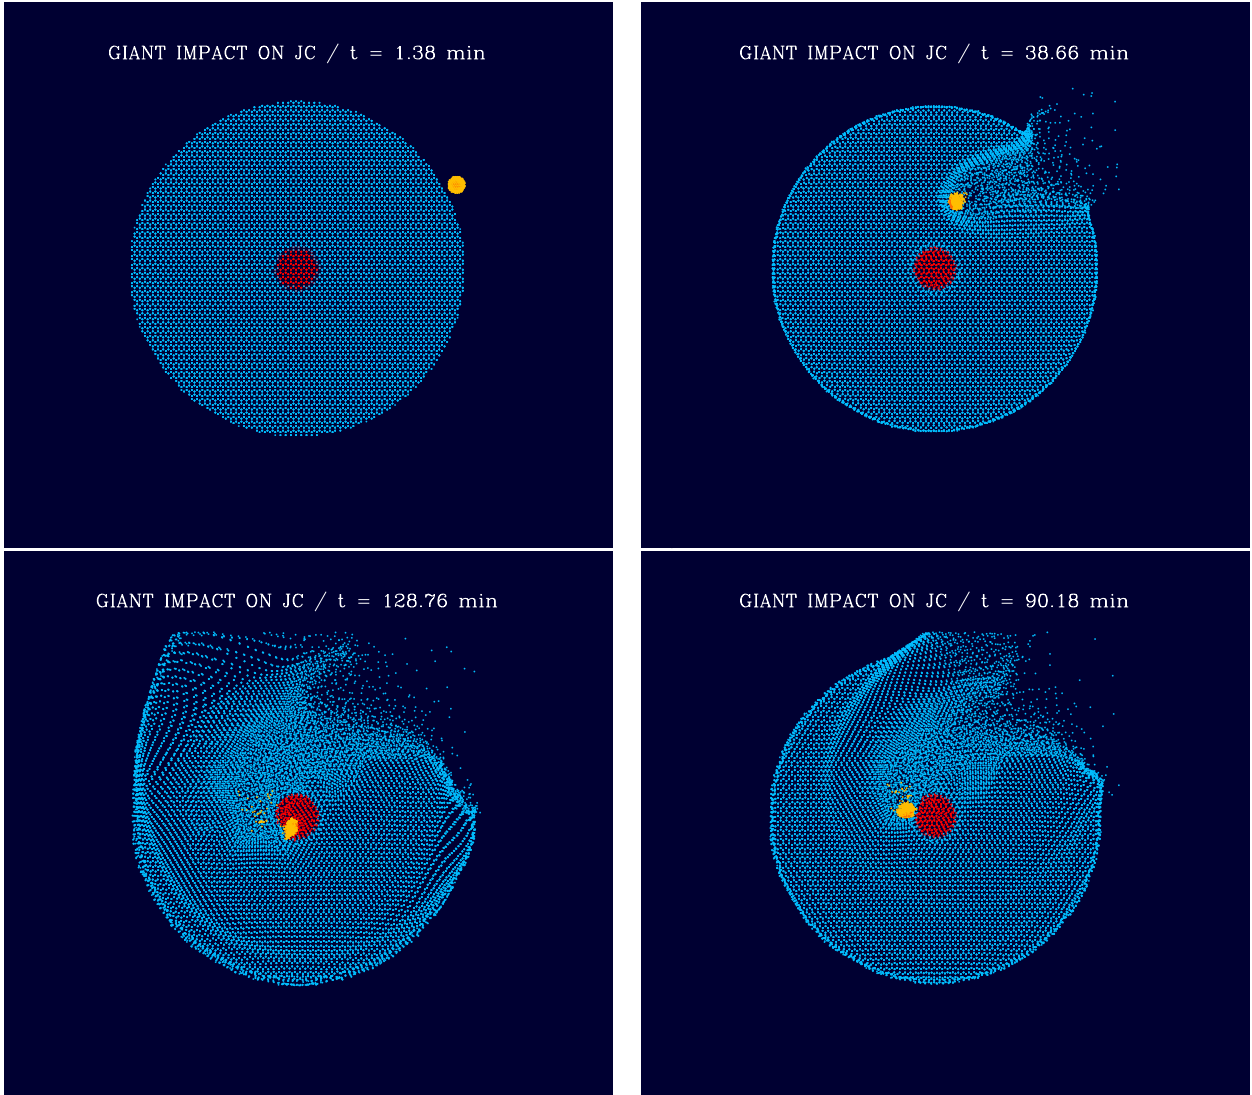 GIANT IMPACT ON JC / t = 1.38 min
GIANT IMPACT ON JC / t = 38.66 min
GIANT IMPACT ON JC / t = 128.76 min
GIANT IMPACT ON JC / t = 90.18 min